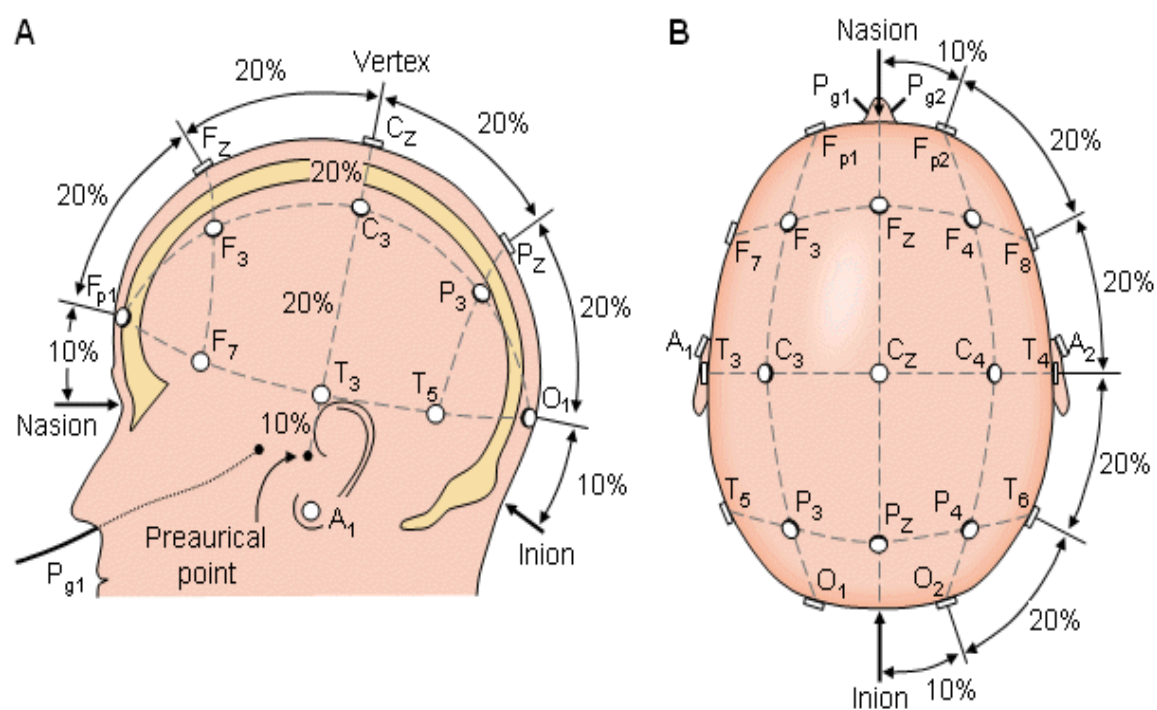 A
Vertex
20%
20%
FZ
CZ
20%
20%
F3
C3
PZ
Fp1
P3
20%
20%
10%
F7
T3
T5
O1
Nasion
10%
10%
A1
Preaurical
point
Inion
Pg1
B
Nasion
10%
Pg1
Pg2
Fp1
Fp2
20%
F7
F3
FZ
F4
F8
20%
A1
T3
C3
CZ
C4
T4
A2
20%
T5
P3
PZ
P4
T6
O1
O2
20%
10%
Inion